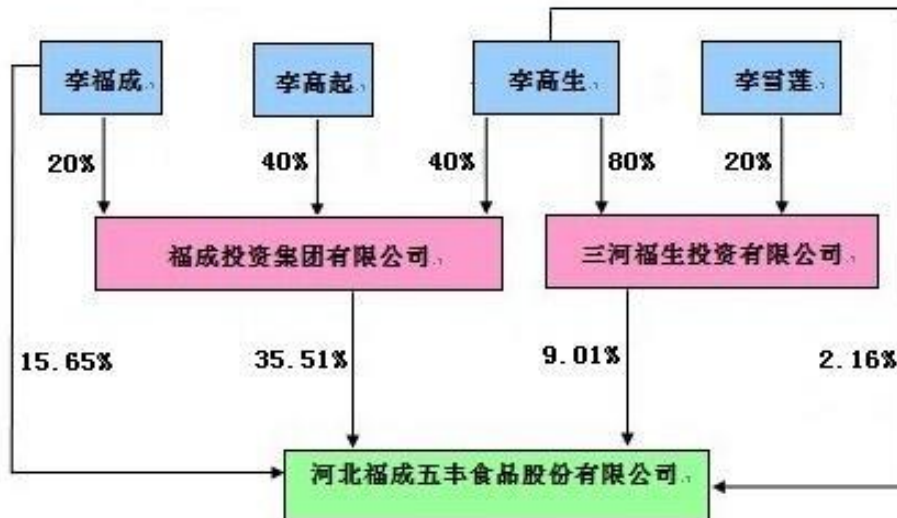 李福成
李高起
李高生
李雪莲
20%
40%
40%
80%
20%
福成投资集团有限公司
三河福生投资有限公司
15.65%
35.51%
9.01%
2.16%
河北福成五丰食品股份有限公司